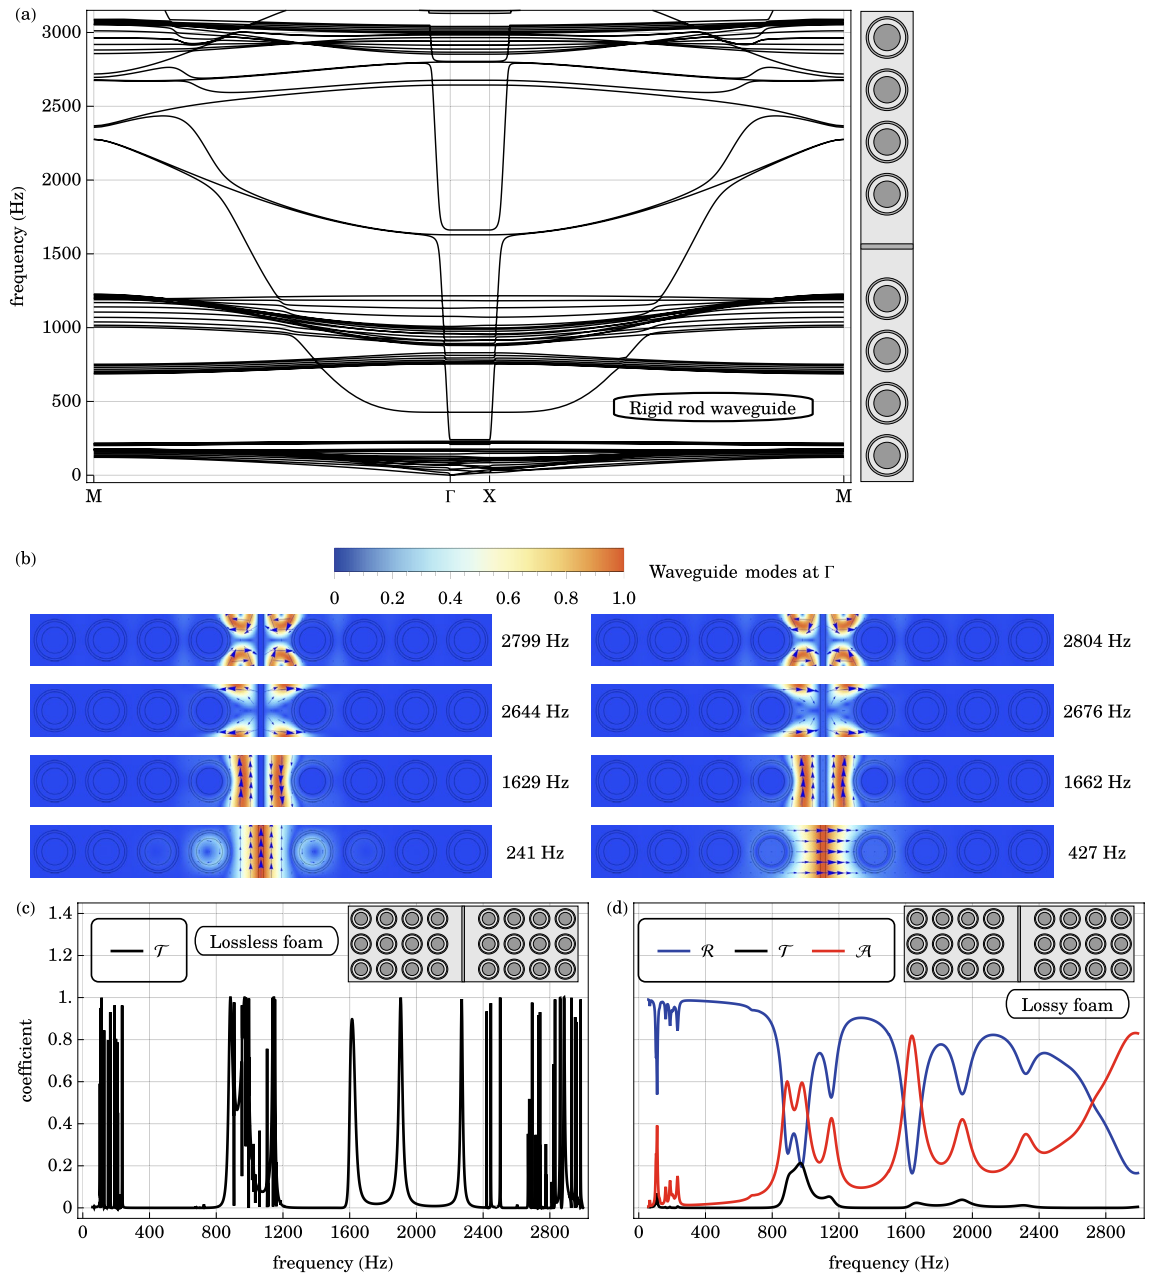 (a)
3000
2500
2000
1500
1000
500
0
frequency (Hz)
Rigid rod waveguide
M
Γ
X
M
(b)
0
0.2
0.4
0.6
0.8
1.0
Waveguide modes at Γ
2799 Hz
2804 Hz
2644 Hz
2676 Hz
1629 Hz
1662 Hz
241 Hz
427 Hz
(c)
1.4
1.2
1.
0.8
0.6
0.4
0.2
0
coefficient
𝒯
Lossless foam
0
400
800
1200
1600
2000
2400
2800
frequency (Hz)
(d)
ℛ
𝒯
𝒜
Lossy foam
0
400
800
1200
1600
2000
2400
2800
frequency (Hz)